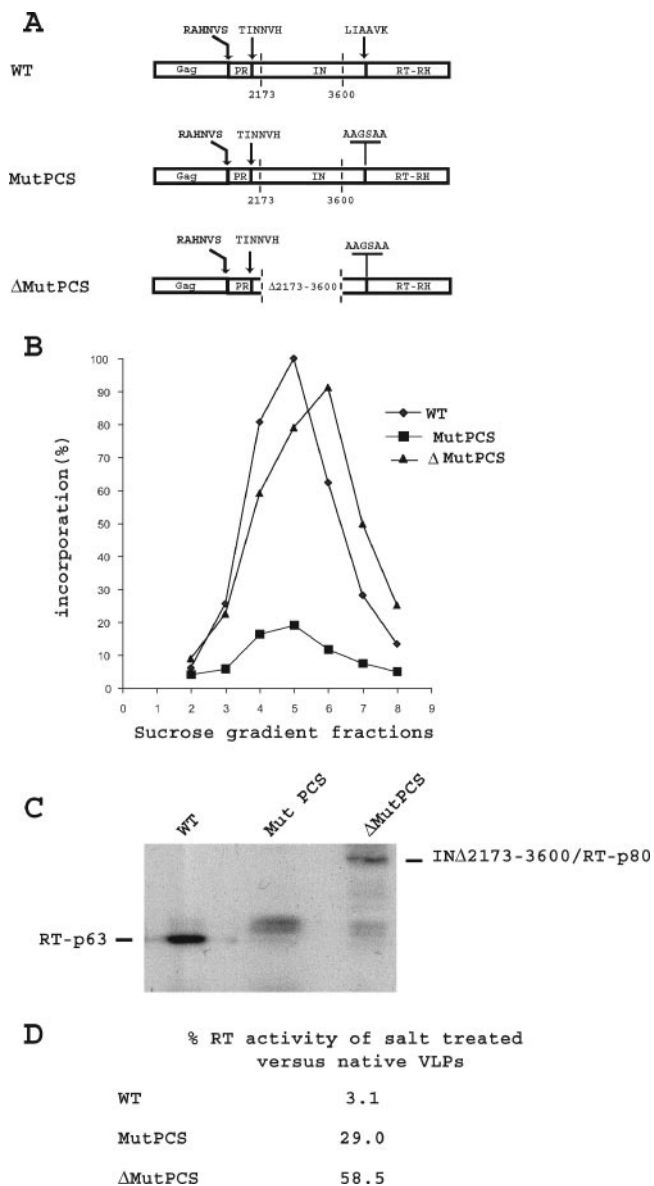 A
RAHNVS TINNVH LIAAVK
WT Gag PR IN RT-RH
2173 3600
RAHNVS TINNVH AAGSAA
MutPCS Gag PR IN RT-RH
2173 3600
RAHNVS TINNVH AAGSAA
ΔMutPCS Gag PR Δ2173-3600 RT-RH
B
incorporation(%)
100
90
80
70
60
50
40
30
20
10
0
0 1 2 3 4 5 6 7 8 9
Sucrose gradient fractions
WT
MutPCS
Δ MutPCS
C
WT Mut PCS ΔMutPCS
INΔ2173-3600/RT-p80
RT-p63
D
% RT activity of salt treated
versus native VLPs
WT 3.1
MutPCS 29.0
ΔMutPCS 58.5